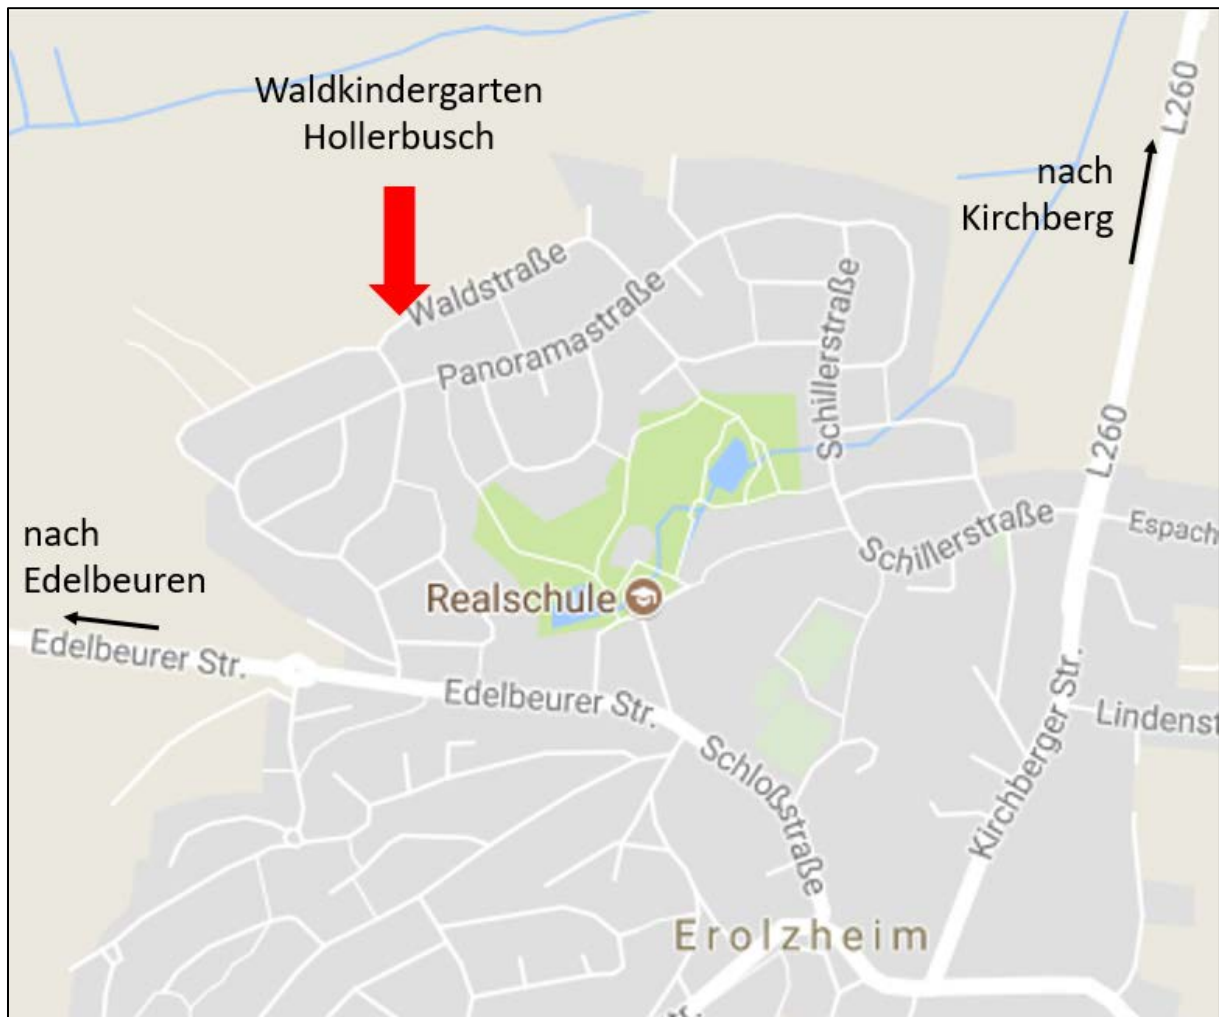 Waldkindergarten
Hollerbusch
L260
nach
Kirchberg
Waldstraße
Panoramastraße
Schillerstraße
L260
nach
Edelbeuren
Schillerstraße
Espach
Realschule
Edelbeurer Str.
Edelbeurer Str.
Kirchberger Str.
Lindenst
Schloßstraße
Erolzheim